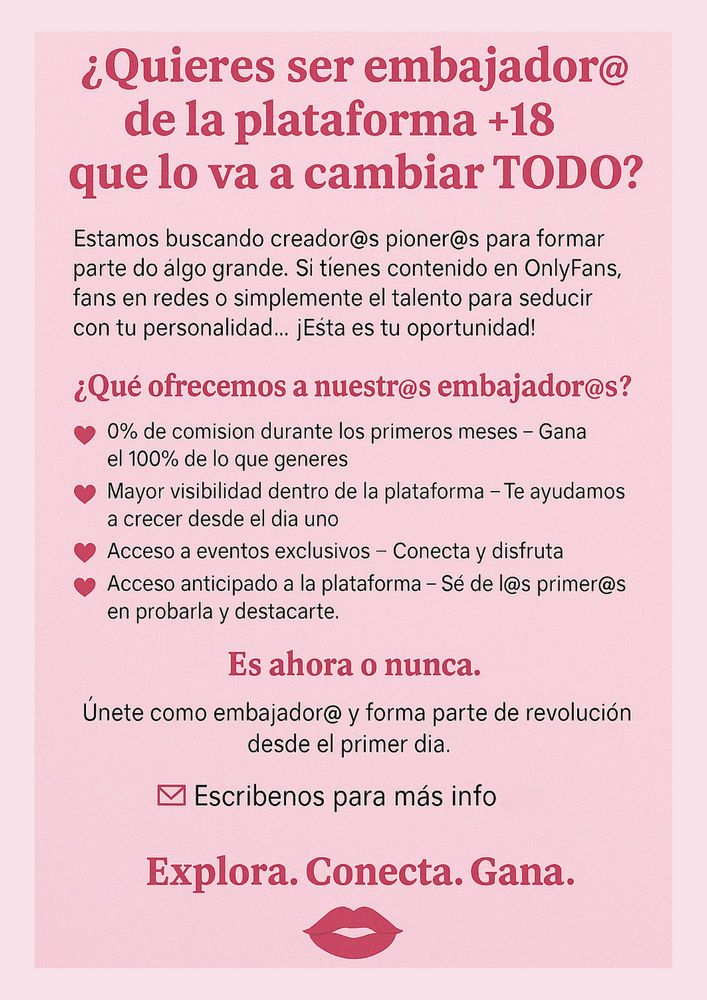 ¿Quieres ser embajador@
de la plataforma +18
que lo va a cambiar TODO?
Estamos buscando creador@s pioner@s para formar
parte do álgo grande. Si tíenes contenido en OnlyFans,
fans en redes o simplemente el talento para seducir
con tu personalidad... ¡Eśta es tu oportunidad!
¿Qué ofrecemos a nuestr@s embajador@s?
0% de comision durante los primeros meses – Gana
el 100% de lo que generes
Mayor visibilidad dentro de la plataforma – Te ayudamos
a crecer desde el dia uno
Acceso a eventos exclusivos – Conecta y disfruta
Acceso anticipado a la plataforma – Sé de l@s primer@s
en probarla y destacarte.
Es ahora o nunca.
Únete como embajador@ y forma parte de revolución
desde el primer dia.
Escribenos para más info
Explora. Conecta. Gana.